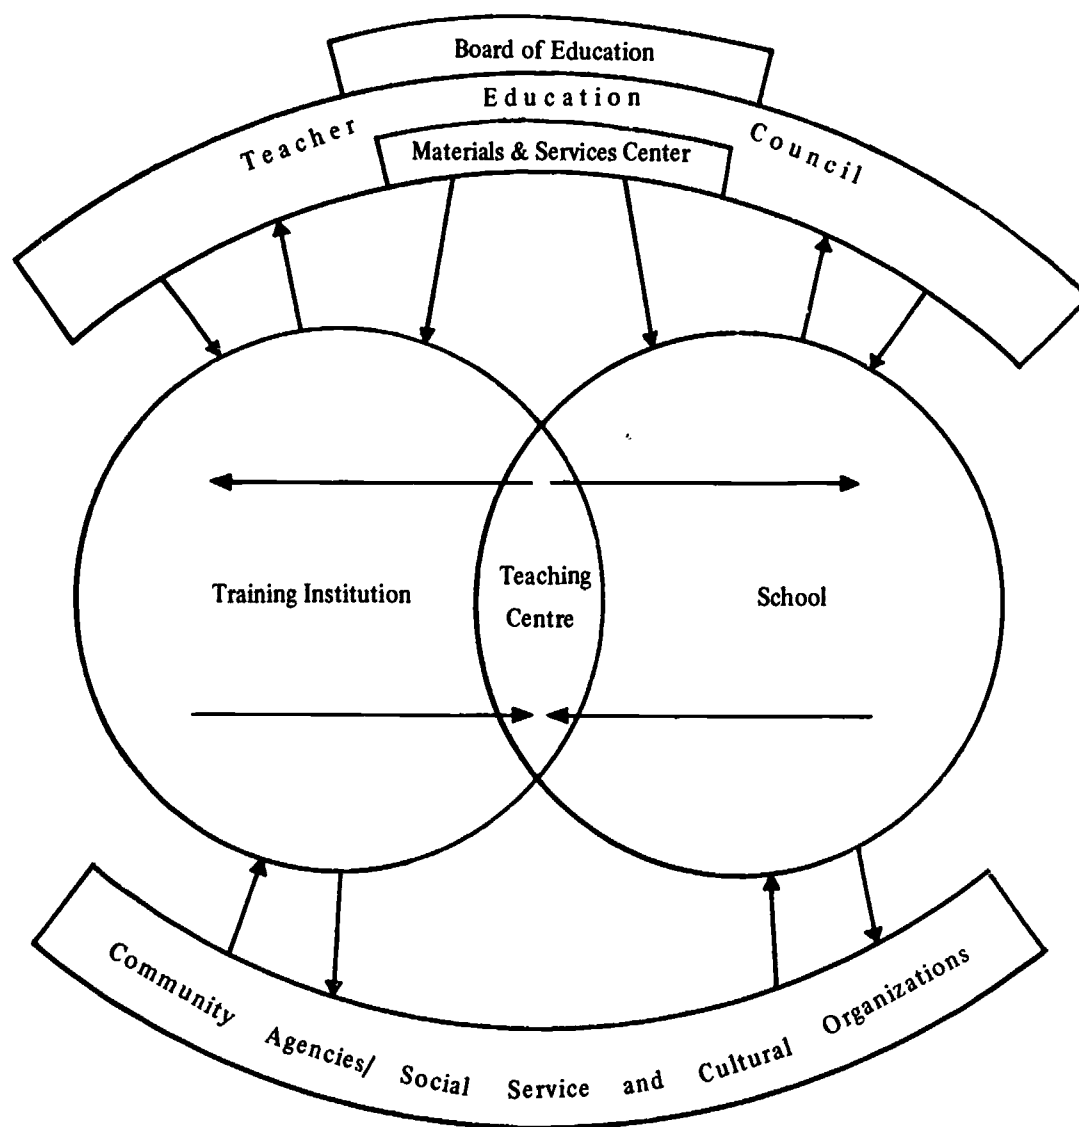 Board of Education
Teacher Education Council
Materials & Services Center
Training Institution
Teaching
Centre
School
Community Agencies/ Social Service and Cultural Organizations